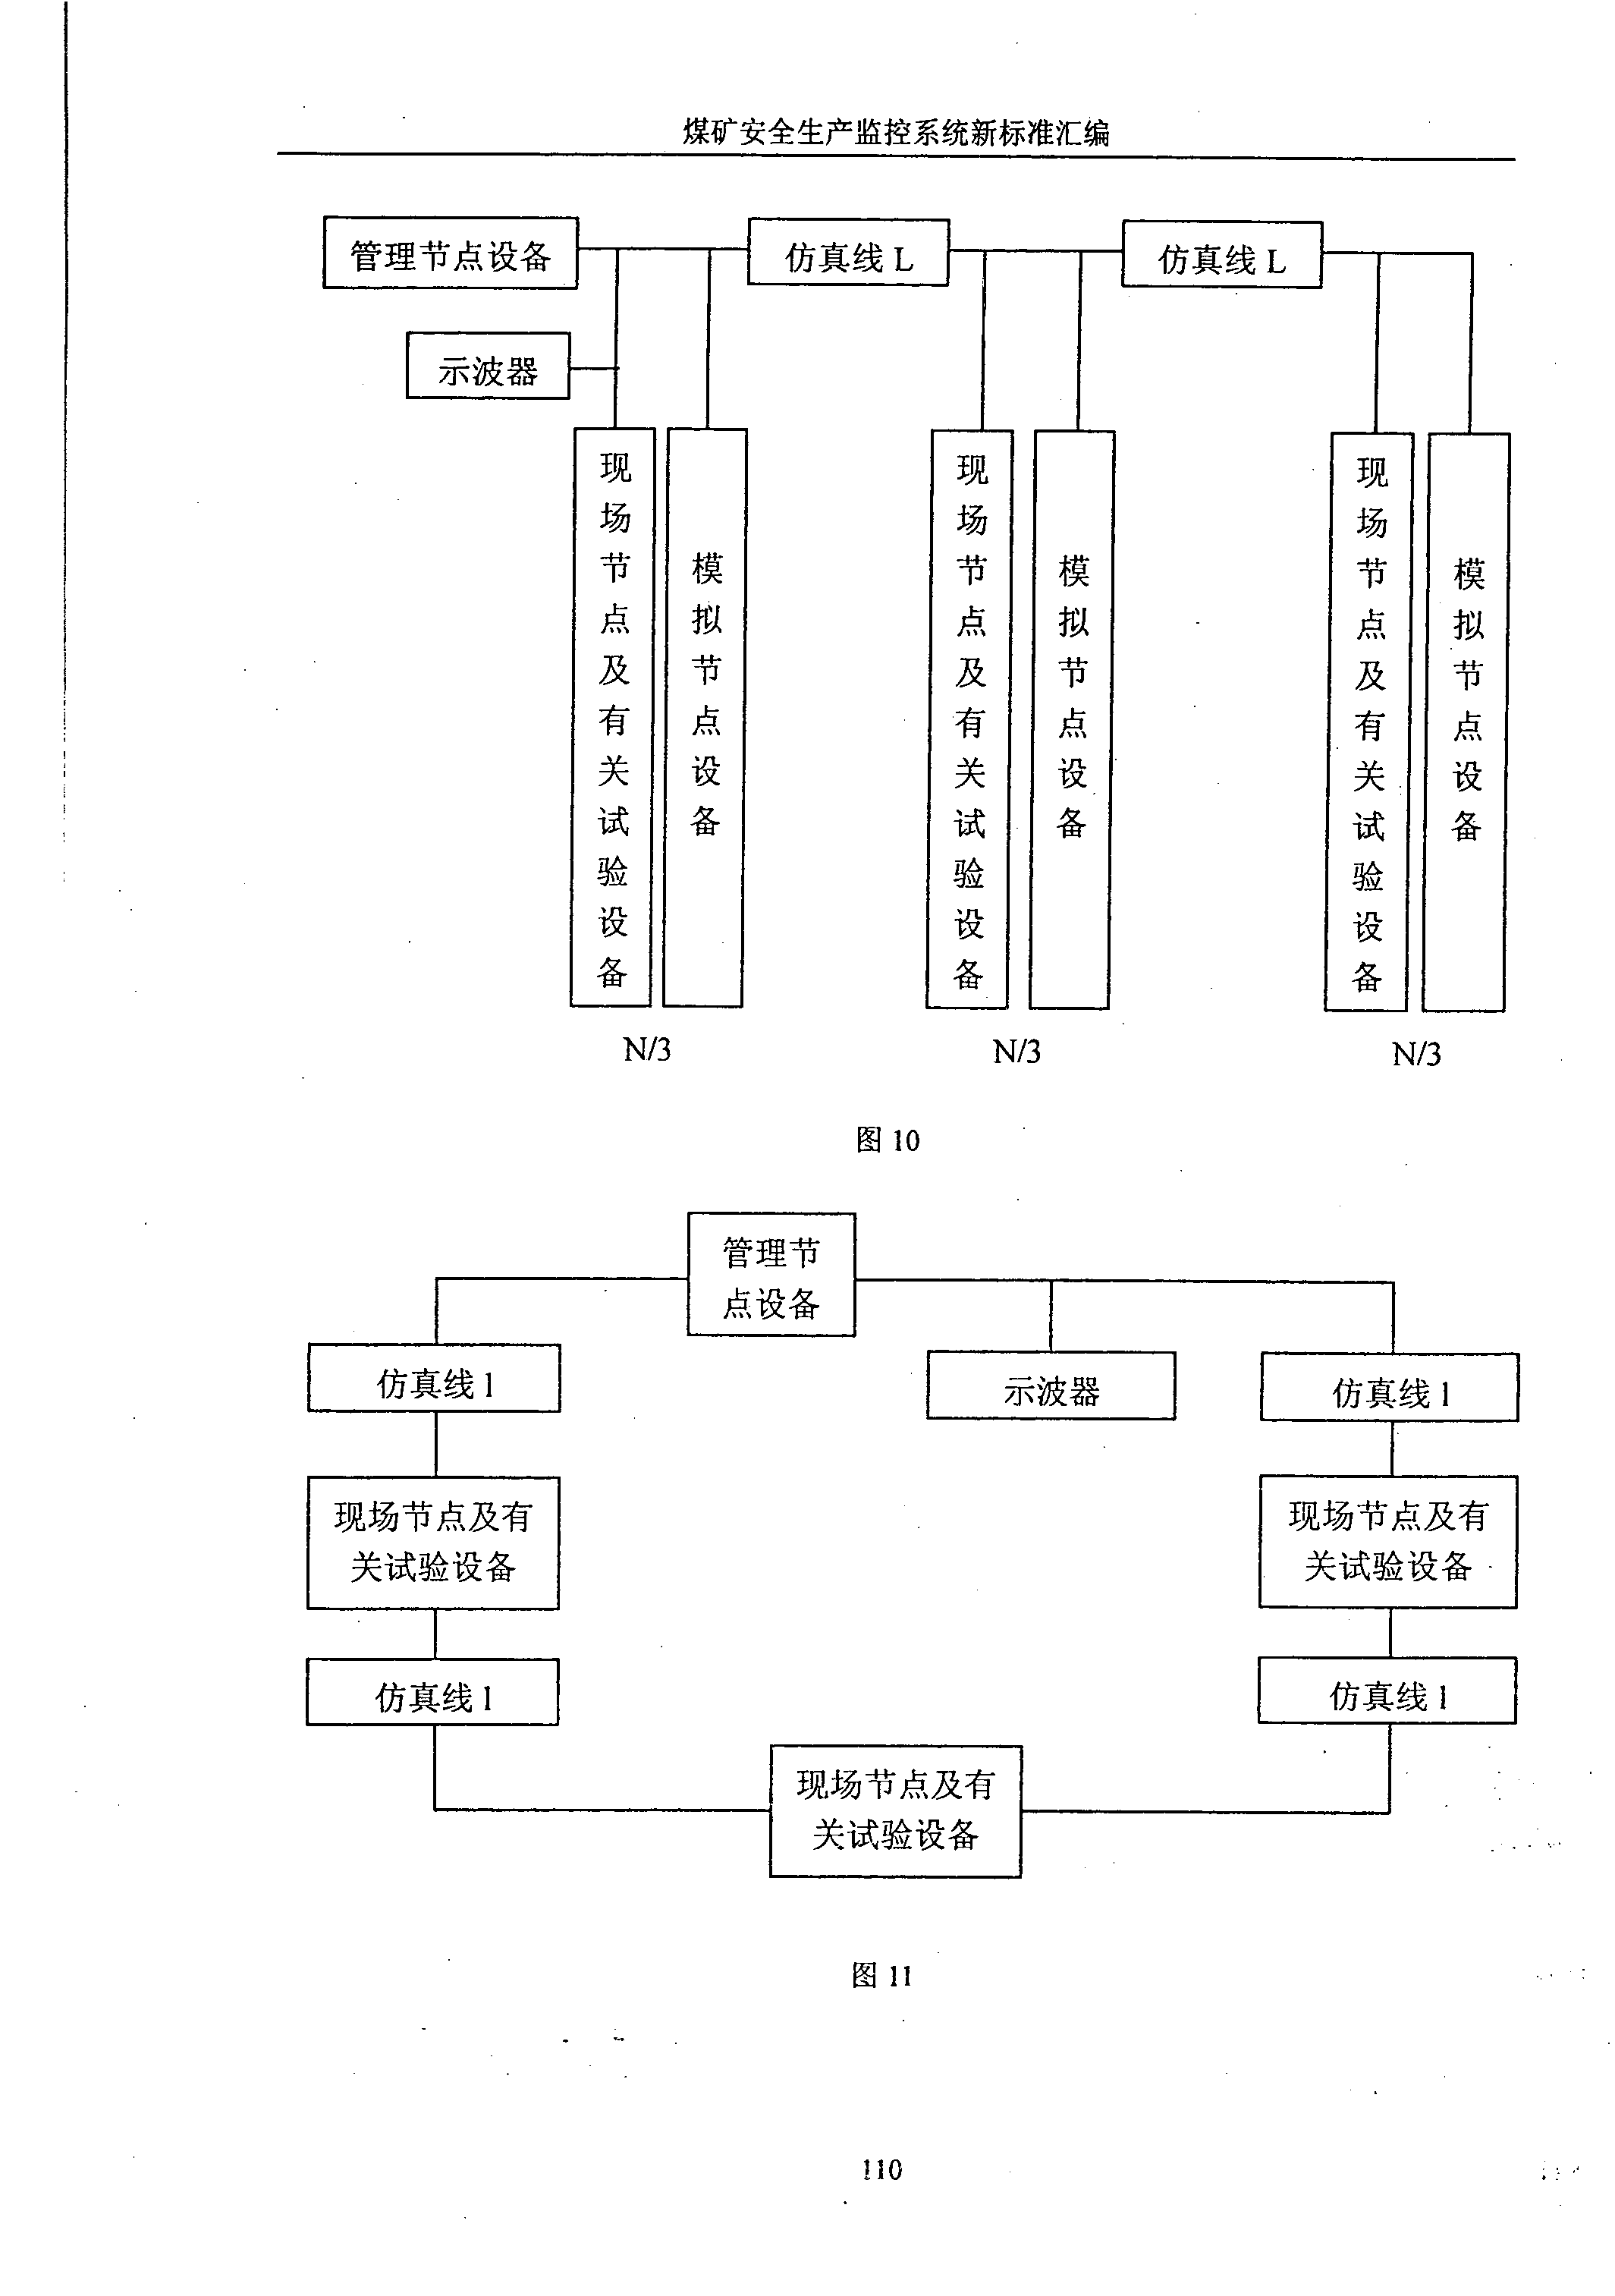 煤矿安全生产监控系统新标准汇编
管理节点设备
仿真线 L
仿真线 L
示波器
现场节点及有关试验设备
模拟节点设备
现场节点及有关试验设备
模拟节点设备
现场节点及有关试验设备
模拟节点设备
N/3
N/3
N/3
图 10
管理节
点设备
仿真线 l
示波器
仿真线 l
现场节点及有
关试验设备
现场节点及有
关试验设备
仿真线 l
仿真线 l
现场节点及有
关试验设备
图 11
110